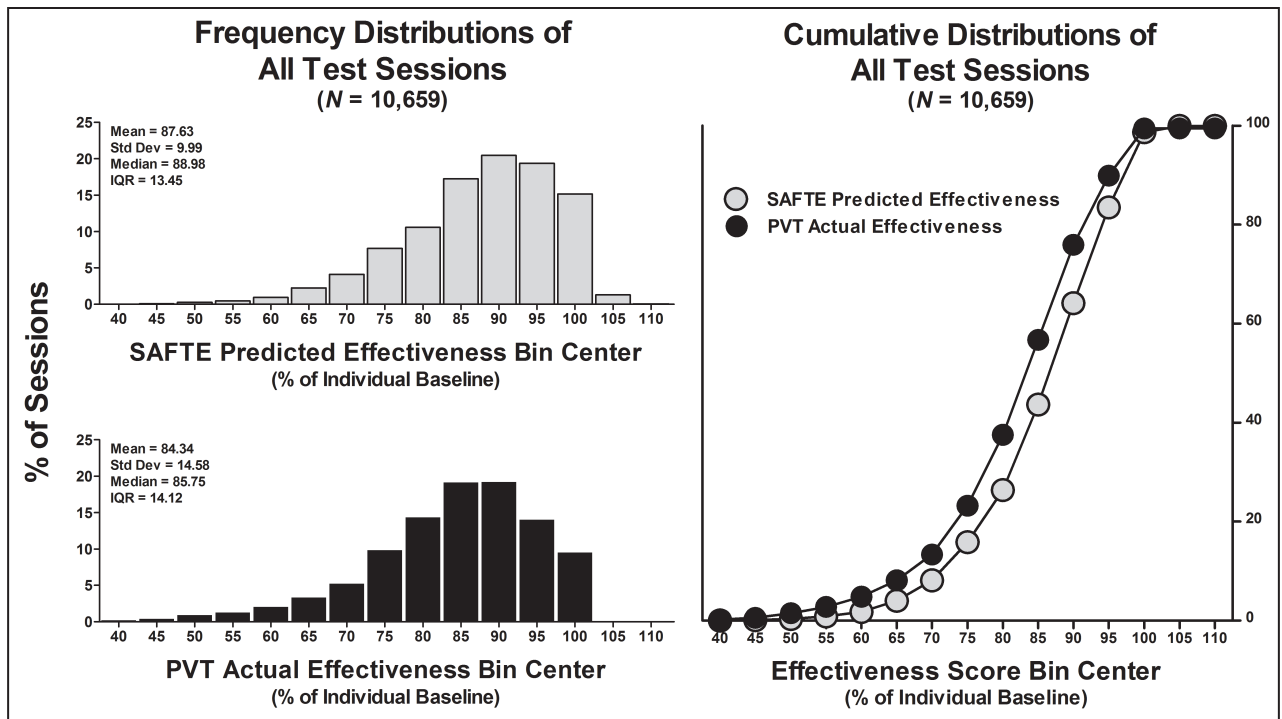 Frequency Distributions of
All Test Sessions
(N = 10,659)
25
20
15
10
5
0
Mean = 87.63
Std Dev = 9.99
Median = 88.98
IQR = 13.45
40 45 50 55 60 65 70 75 80 85 90 95 100 105 110
SAFTE Predicted Effectiveness Bin Center
(% of Individual Baseline)
% of Sessions
25
20
15
10
5
0
Mean = 84.34
Std Dev = 14.58
Median = 85.75
IQR = 14.12
40 45 50 55 60 65 70 75 80 85 90 95 100 105 110
PVT Actual Effectiveness Bin Center
(% of Individual Baseline)
Cumulative Distributions of
All Test Sessions
(N = 10,659)
SAFTE Predicted Effectiveness
PVT Actual Effectiveness
100
80
60
40
20
0
40 45 50 55 60 65 70 75 80 85 90 95 100 105 110
Effectiveness Score Bin Center
(% of Individual Baseline)